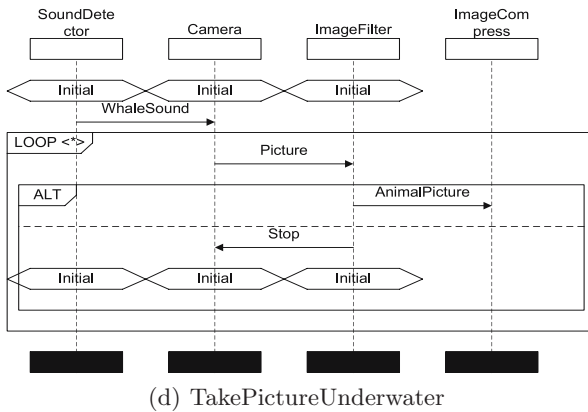 SoundDete
ctor
Camera
ImageFilter
ImageCom
press
Initial
Initial
Initial
WhaleSound
LOOP <*>
Picture
ALT
AnimalPicture
Stop
Initial
Initial
Initial
(d) TakePictureUnderwater